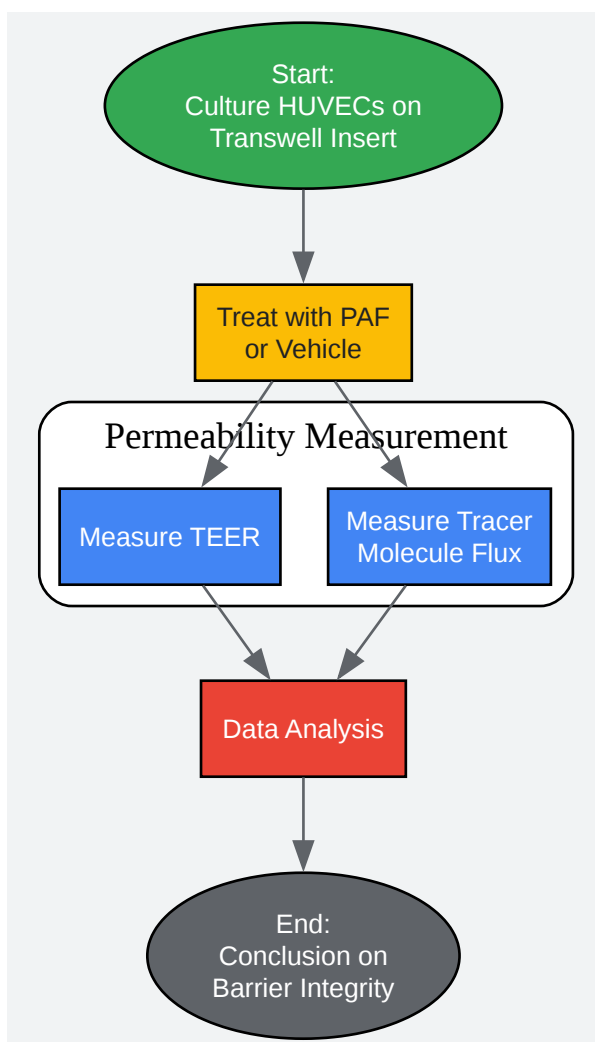 Start:
Culture HUVECs on
Transwell Insert
Treat with PAF
or Vehicle
Permeability Measurement
Measure TEER
Measure Tracer
Molecule Flux
Data Analysis
End:
Conclusion on
Barrier Integrity